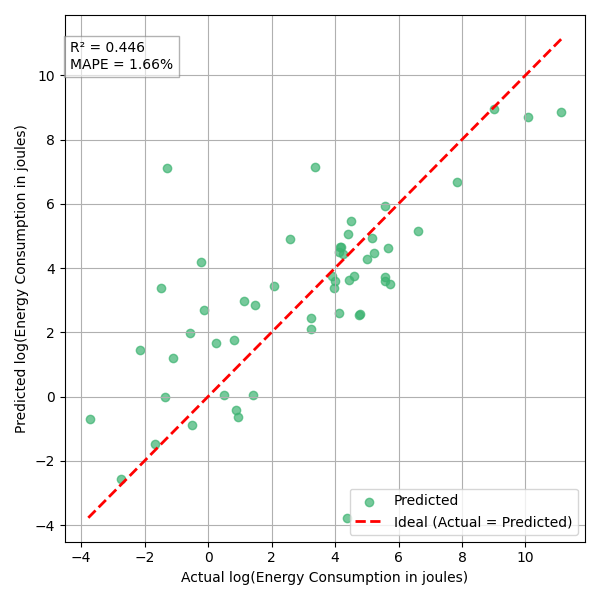 R² = 0.446
MAPE = 1.66%
10
8
6
4
2
0
−2
−4
Predicted log(Energy Consumption in joules)
Predicted
Ideal (Actual = Predicted)
−4 −2 0 2 4 6 8 10
Actual log(Energy Consumption in joules)